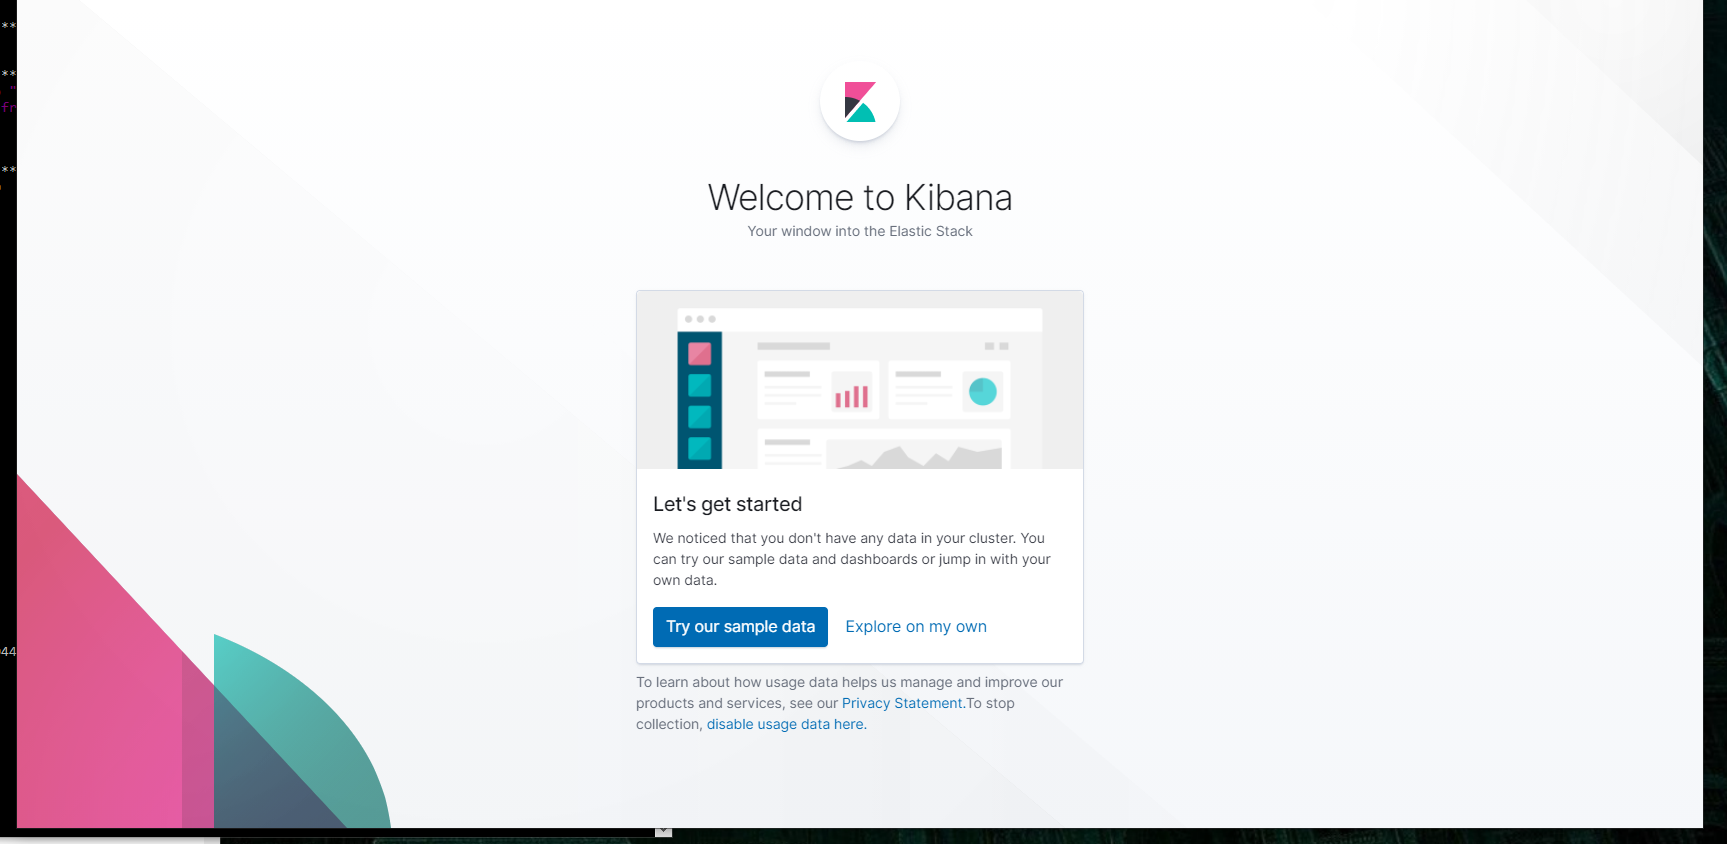 **
**
"
fr
**
Welcome to Kibana
Your window into the Elastic Stack
Let's get started
We noticed that you don't have any data in your cluster. You
can try our sample data and dashboards or jump in with your
own data.
Try our sample data
Explore on my own
944
To learn about how usage data helps us manage and improve our
products and services, see our Privacy Statement.To stop
collection, disable usage data here.